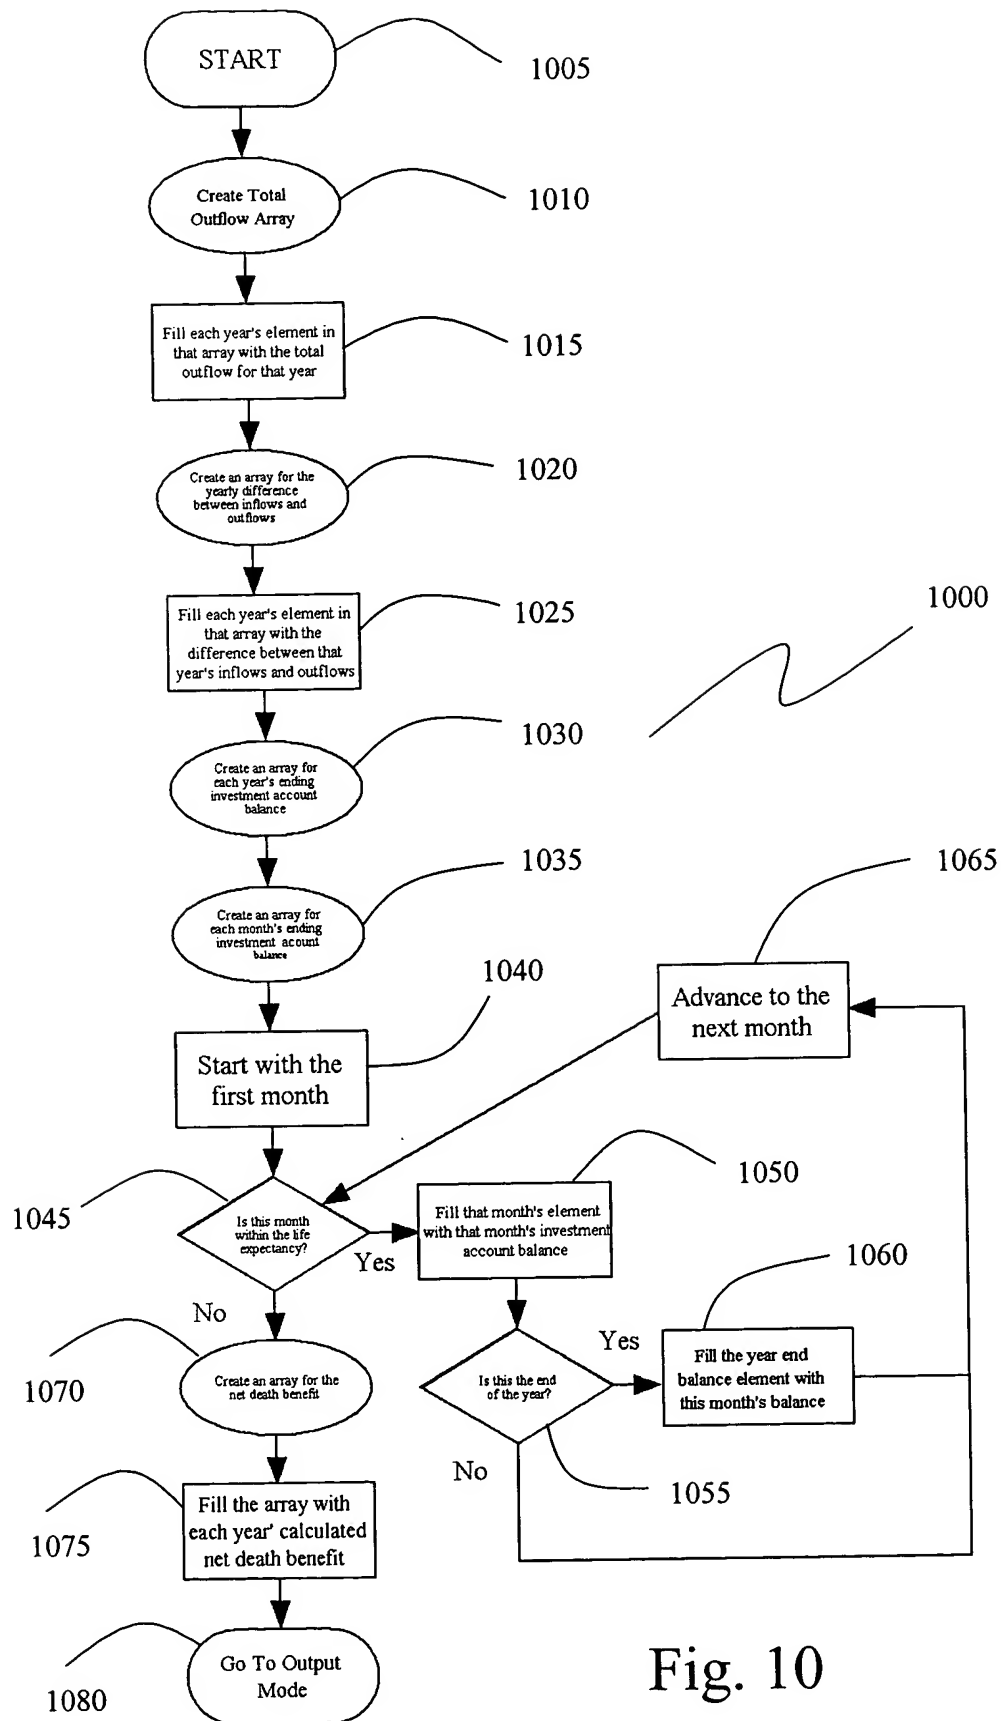 START
1005
Create Total
Outflow Array
1010
Fill each year's element in
that array with the total
outflow for that year
1015
Create an array for the
yearly difference
between inflows and
outflows
1020
Fill each year's element in
that array with the
difference between that
year's inflows and outflows
1025
1000
Create an array for
each year's ending
investment account
balance
1030
Create an array for
each month's ending
investment acount
balance
1035
1065
Advance to the
next month
1040
Start with the
first month
1045
Is this month
within the life
expectancy?
Yes
No
1050
Fill that month's element
with that month's investment
account balance
1060
Is this the end
of the year?
Yes
No
1055
Fill the year end
balance element with
this month's balance
1070
Create an array for the
net death benefit
1075
Fill the array with
each year' calculated
net death benefit
1080
Go To Output
Mode
Fig. 10